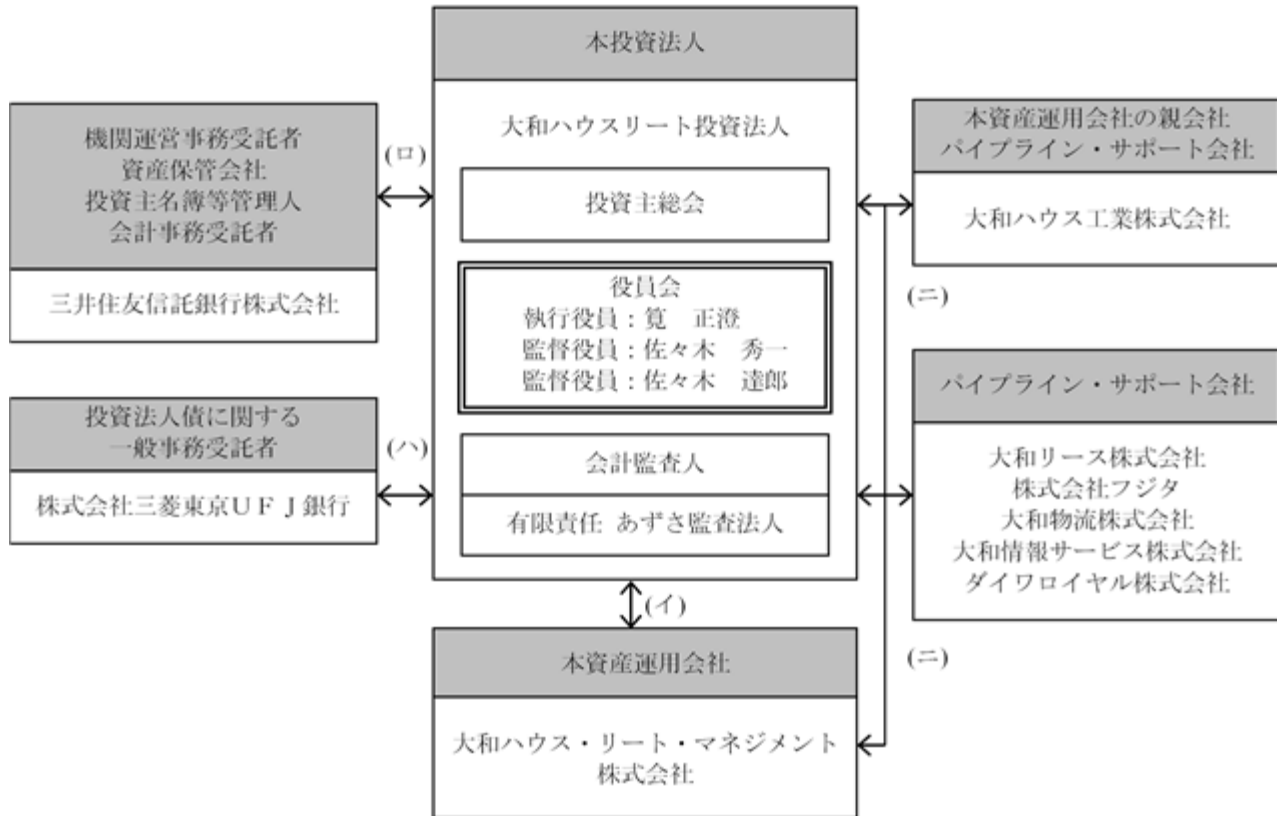 本投資法人
大和ハウスリート投資法人
投資主総会
役員会
執行役員：筧　正澄
監督役員：佐々木　秀一
監督役員：佐々木　達郎
会計監査人
有限責任 あずさ監査法人
機関運営事務受託者
資産保管会社
投資主名簿等管理人
会計事務受託者
三井住友信託銀行株式会社
(ロ)
投資法人債に関する
一般事務受託者
株式会社三菱東京ＵＦＪ銀行
(ハ)
本資産運用会社の親会社
パイプライン・サポート会社
大和ハウス工業株式会社
(ニ)
パイプライン・サポート会社
大和リース株式会社
株式会社フジタ
大和物流株式会社
大和情報サービス株式会社
ダイワロイヤル株式会社
(ニ)
(イ)
本資産運用会社
大和ハウス・リート・マネジメント
株式会社